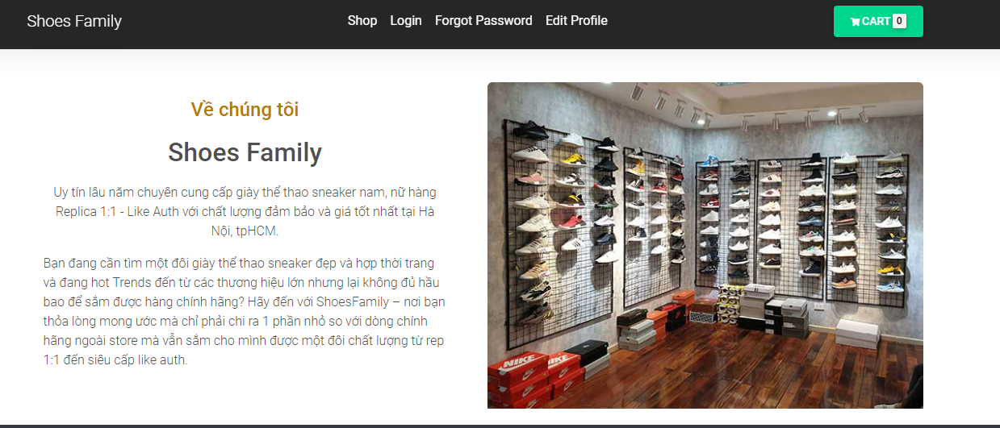 Shoes Family
Shop Login Forgot Password Edit Profile
CART 0
Về chúng tôi
Shoes Family
Uy tín lâu năm chuyên cung cấp giày thể thao sneaker nam, nữ hàng
Replica 1:1 - Like Auth với chất lượng đảm bảo và giá tốt nhất tại Hà
Nội, tpHCM.
Bạn đang cần tìm một đôi giày thể thao sneaker đẹp và hợp thời trang
và đang hot Trends đến từ các thương hiệu lớn nhưng lại không đủ hầu
bao để sắm được hàng chính hãng? Hãy đến với ShoesFamily – nơi bạn
thỏa lòng mong ước mà chỉ phải chi ra 1 phần nhỏ so với dòng chính
hãng ngoài store mà vẫn sắm cho mình được một đôi chất lượng từ rep
1:1 đến siêu cấp like auth.
NIKE
NIKE